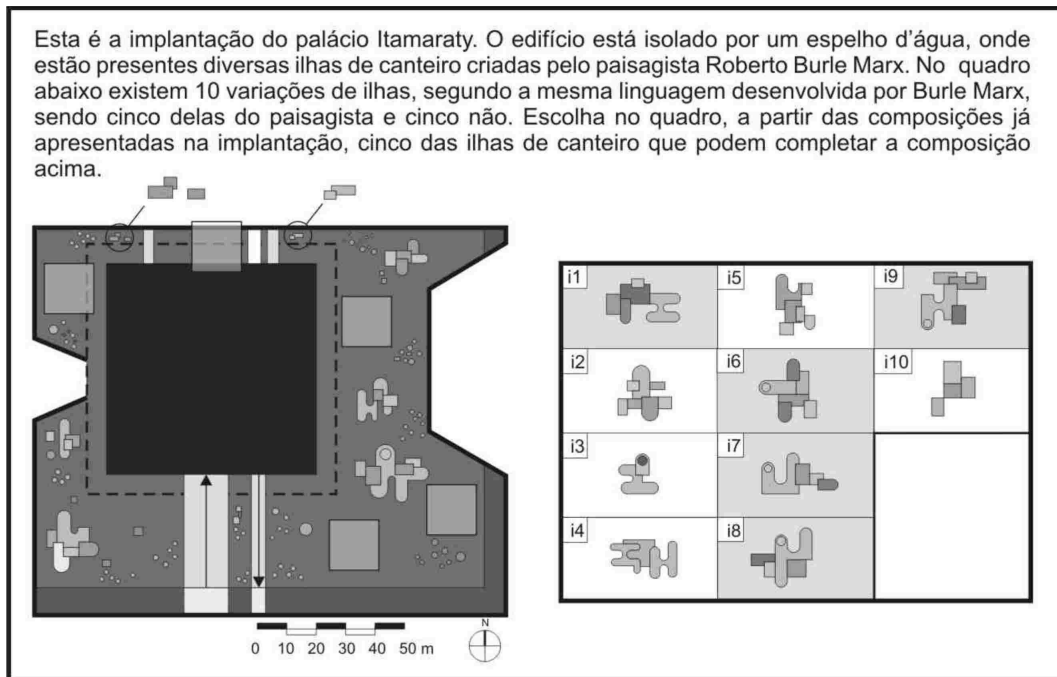 Esta é a implantação do palácio Itamaraty. O edifício está isolado por um espelho d'água, onde
estão presentes diversas ilhas de canteiro criadas pelo paisagista Roberto Burle Marx. No quadro
abaixo existem 10 variações de ilhas, segundo a mesma linguagem desenvolvida por Burle Marx,
sendo cinco delas do paisagista e cinco não. Escolha no quadro, a partir das composições já
apresentadas na implantação, cinco das ilhas de canteiro que podem completar a composição
acima.
i1 i5 i9
i2 i6 i10
i3 i7
i4 i8
N
0 10 20 30 40 50 m